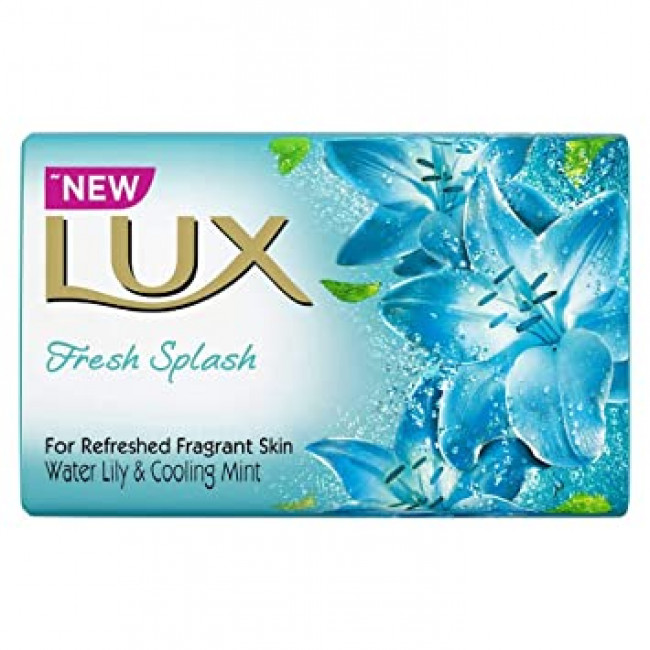 ~NEW
LUX
Fresh Splash
For Refreshed Fragrant Skin
Water Lily & Cooling Mint